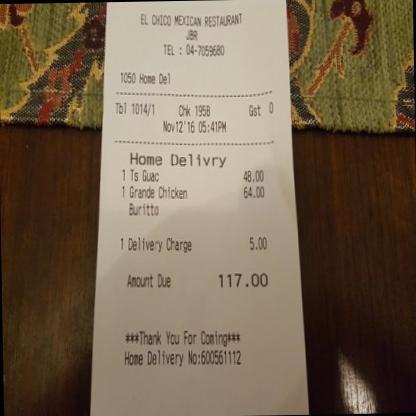 EL CHICO MEXICAN RESTAURANT
JBR
TEL : 04-7059680
1050 Home Del
Tbl 1014/1 Chk 1958 Gst 0
Nov12'16 05:41PM
Home Delivry
1 Ts Guac 48.00
1 Grande Chicken 64.00
Buritto
1 Delivery Charge 5.00
Amount Due 117.00
***Thank You For Coming***
Home Delivery No:600561112